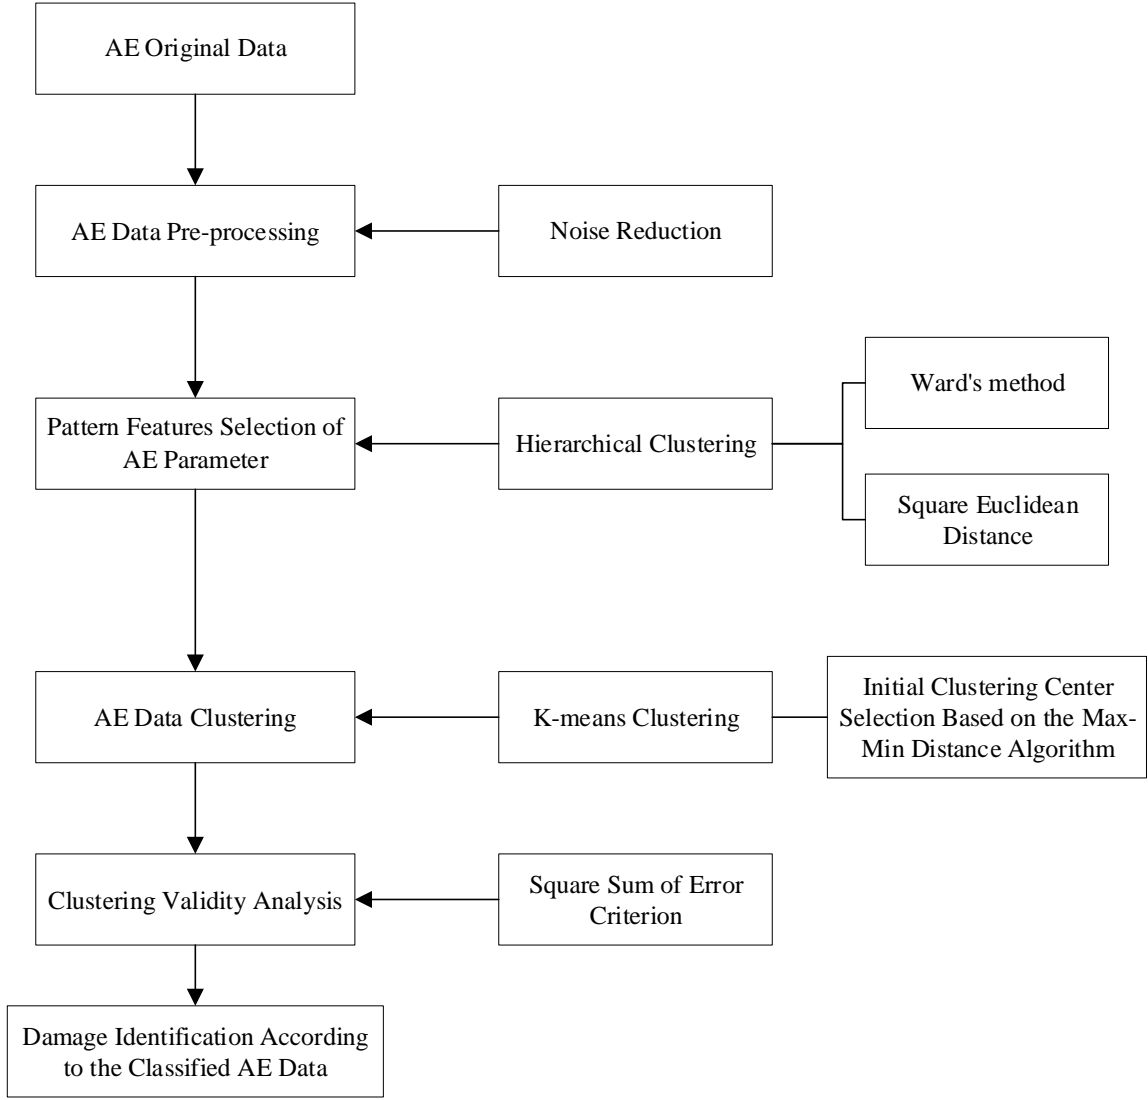 AE Original Data
AE Data Pre-processing
Noise Reduction
Ward's method
Pattern Features Selection of
AE Parameter
Hierarchical Clustering
Square Euclidean
Distance
AE Data Clustering
K-means Clustering
Initial Clustering Center
Selection Based on the Max-
Min Distance Algorithm
Clustering Validity Analysis
Square Sum of Error
Criterion
Damage Identification According
to the Classified AE Data